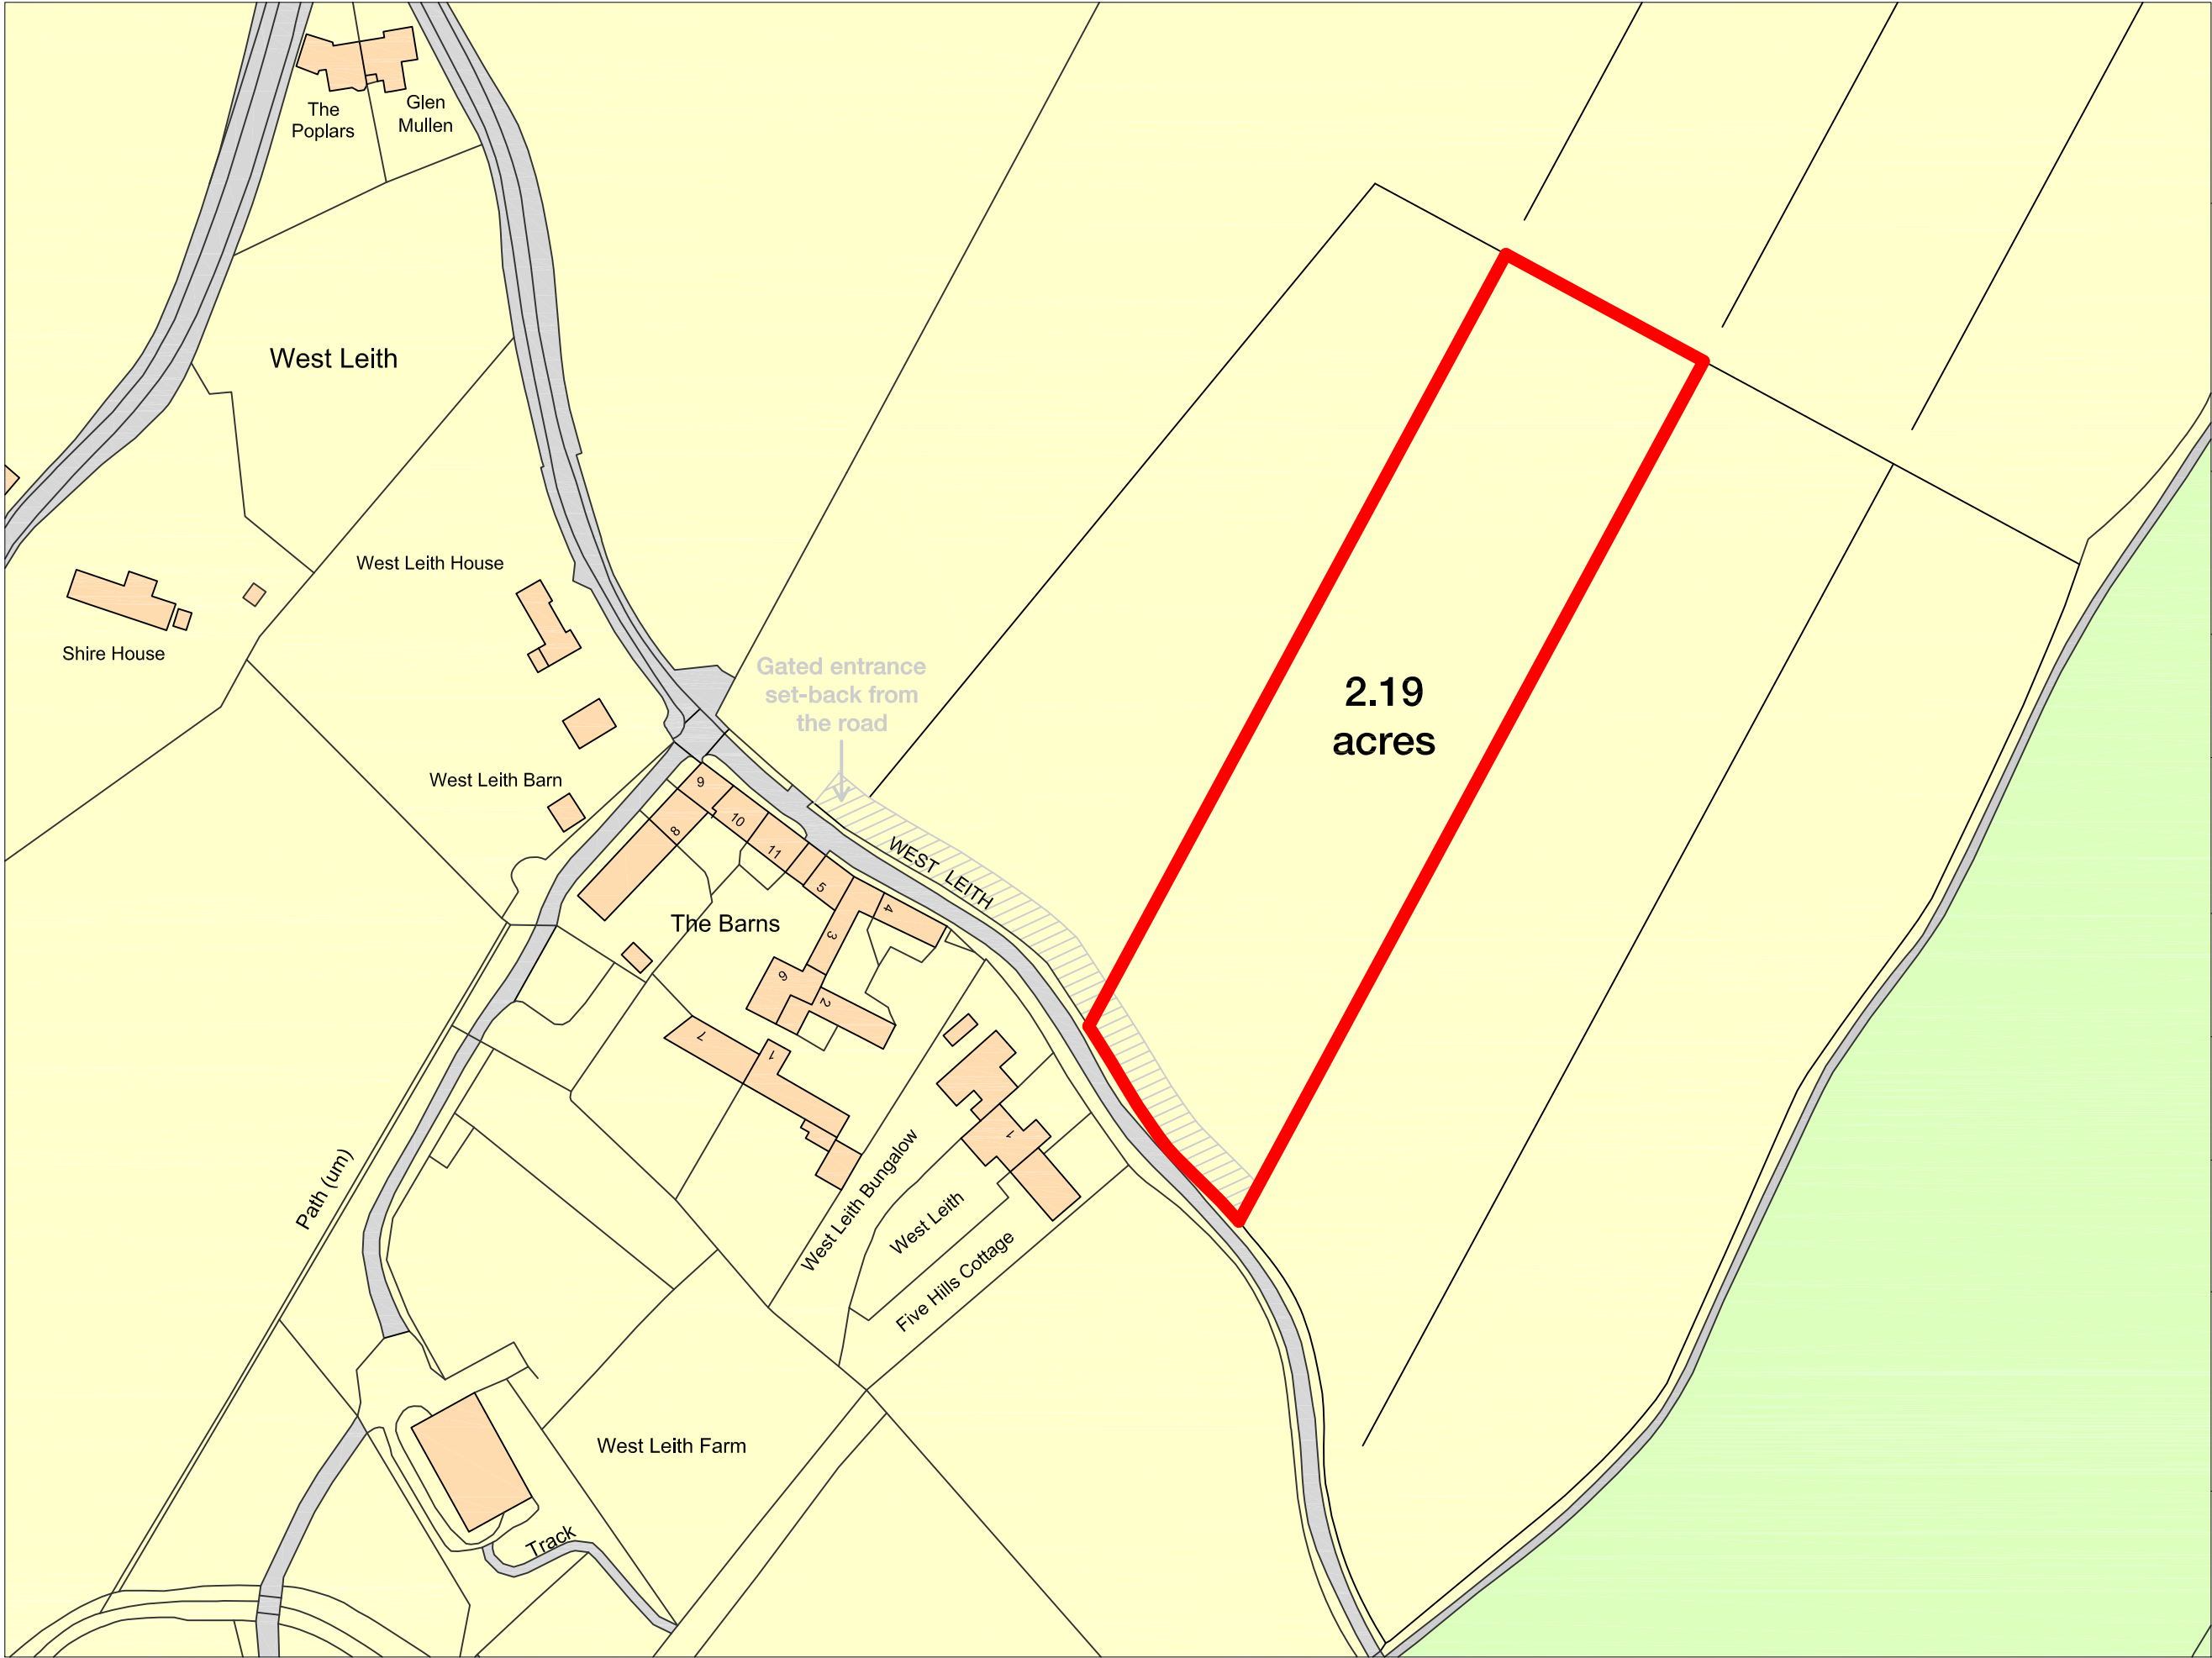 The
Poplars
Glen
Mullen
West Leith
West Leith House
Shire House
Gated entrance
set-back from
the road
2.19
acres
West Leith Barn
9
10
8
11
5
WEST LEITH
4
The Barns
3
6
2
7
1
1
West Leith Bungalow
West Leith
Five Hills Cottage
Path (um)
West Leith Farm
Track